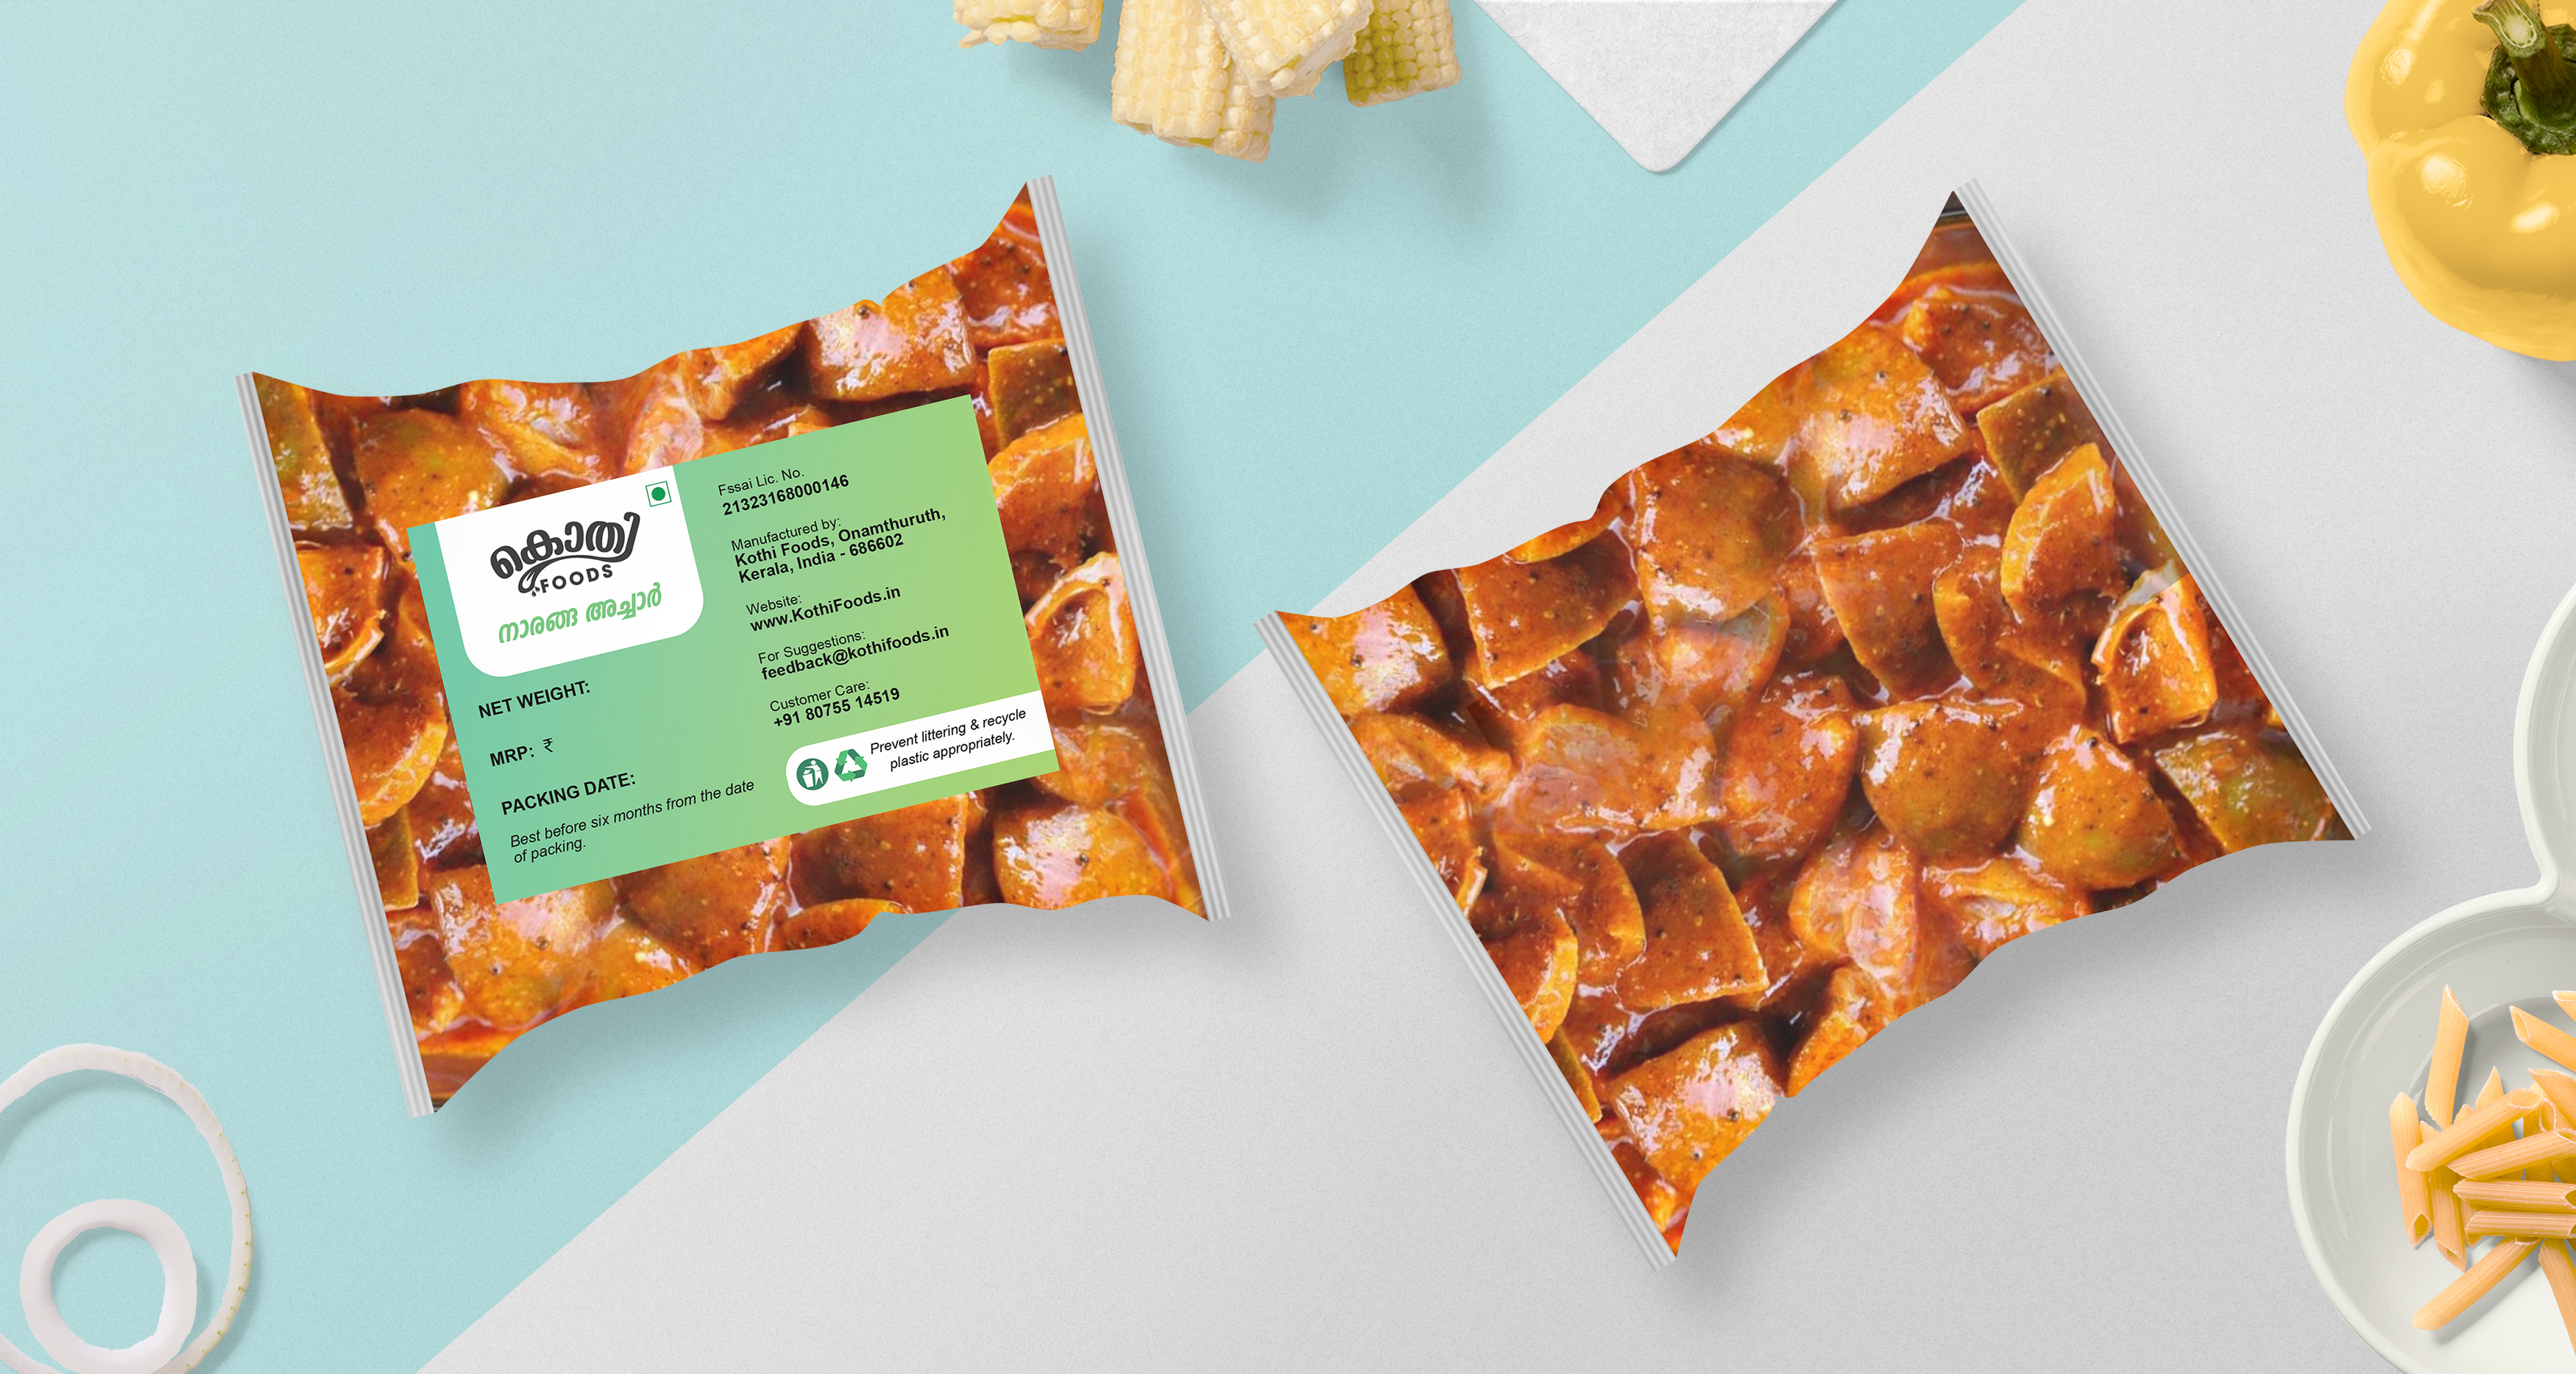 കൊതി
FOODS
നാരങ്ങ അച്ചാർ
NET WEIGHT:
MRP: ₹
PACKING DATE:
Best before six months from the date
of packing.
Fssai Lic. No.
21323168000146
Manufactured by:
Kothi Foods, Onamthuruth,
Kerala, India - 686602
Website:
www.KothiFoods.in
For Suggestions:
feedback@kothifoods.in
Customer Care:
+91 80755 14519
Prevent littering & recycle
plastic appropriately.